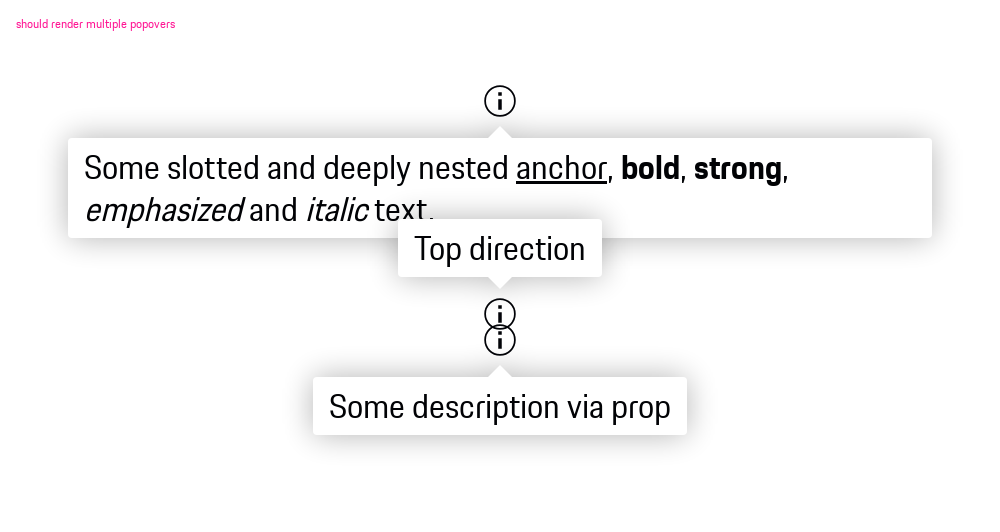 should render multiple popovers
Some slotted and deeply nested anchor, bold, strong,
emphasized and italic text.
Top direction
Some description via prop